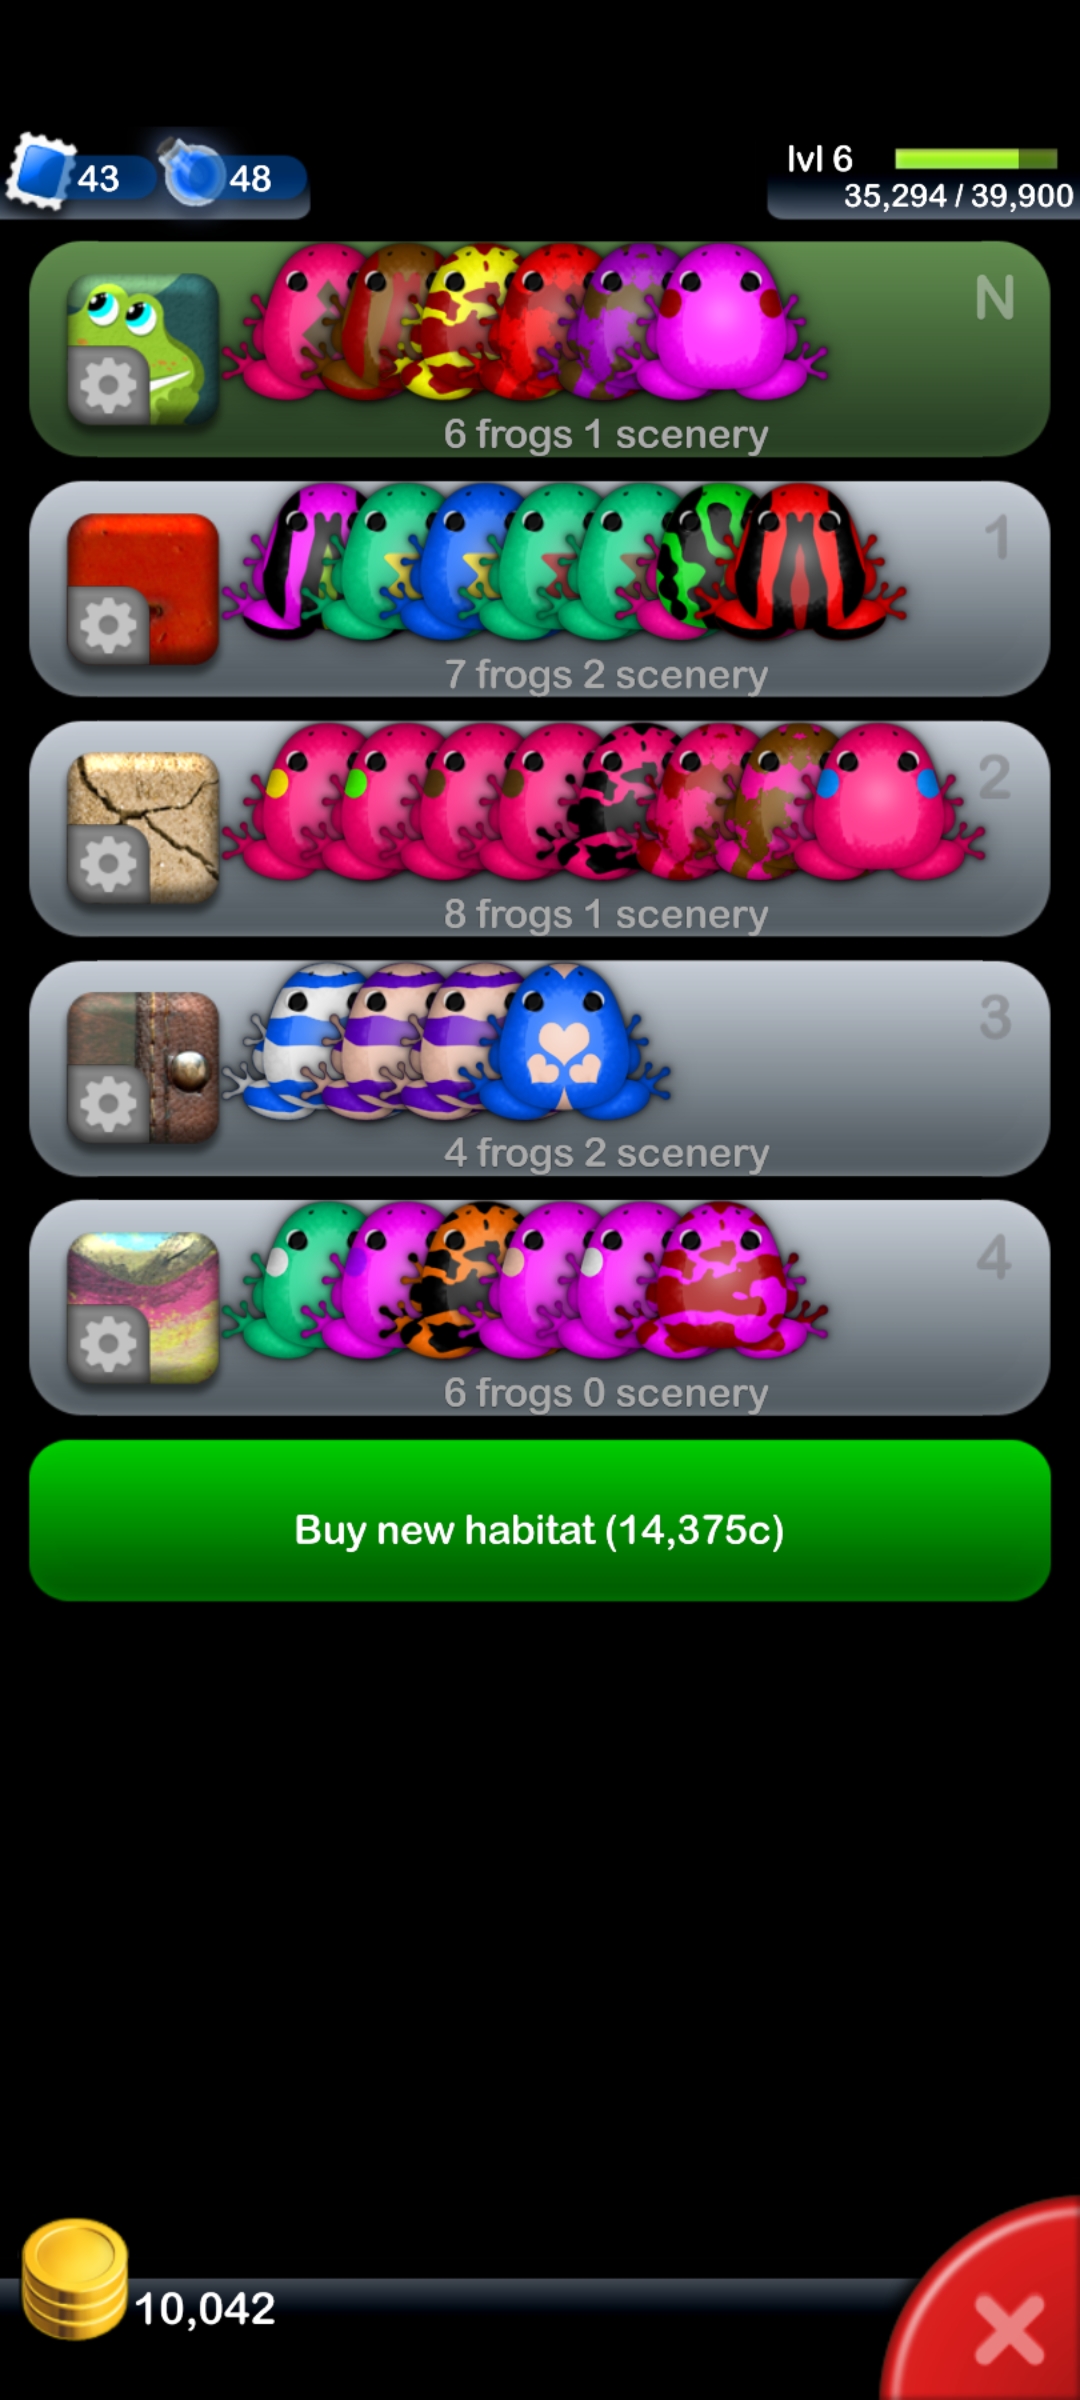 43
48
lvl 6
35,294 / 39,900
N
6 frogs 1 scenery
1
7 frogs 2 scenery
2
8 frogs 1 scenery
3
4 frogs 2 scenery
4
6 frogs 0 scenery
Buy new habitat (14,375c)
10,042